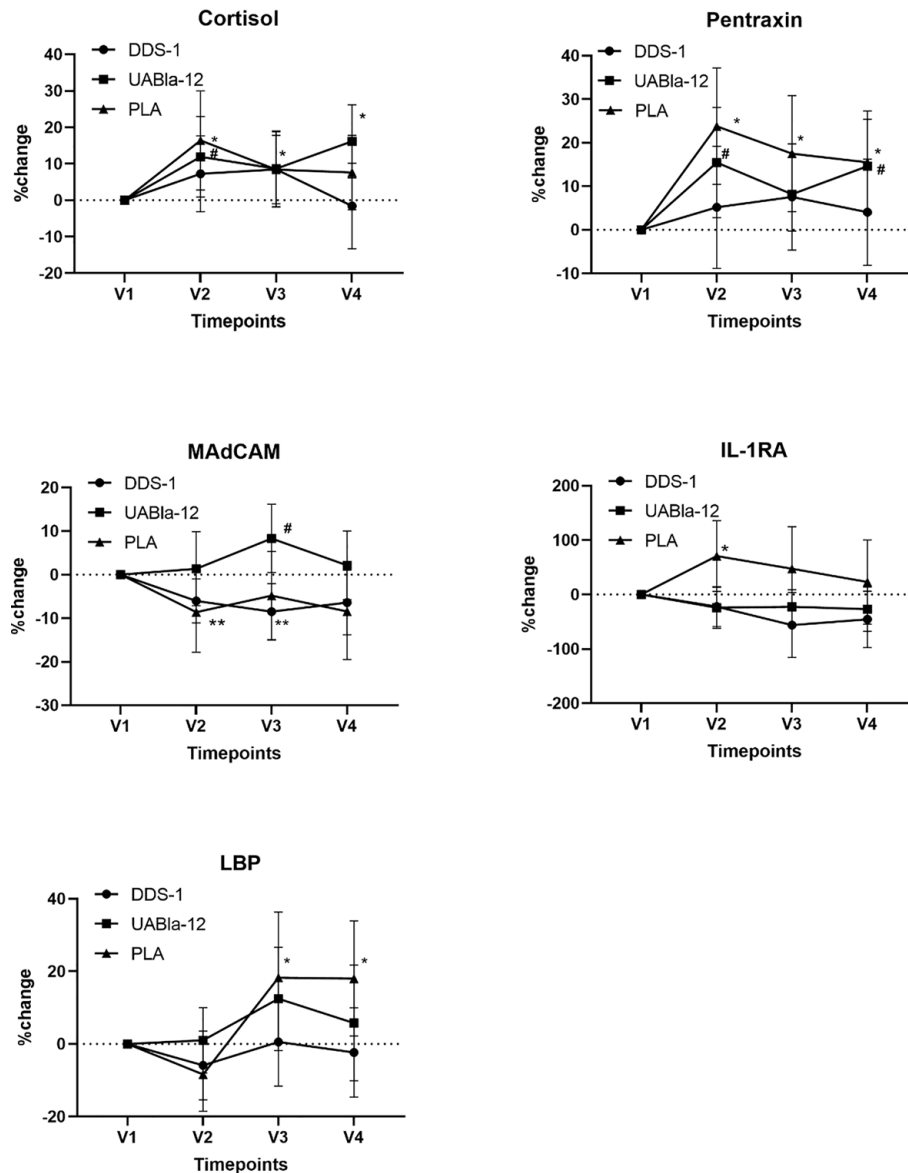 Cortisol
DDS-1
UABla-12
PLA
%change
40
30
20
10
0
-10
-20
*
#
*
*
V1 V2 V3 V4
Timepoints
Pentraxin
DDS-1
UABla-12
PLA
%change
40
30
20
10
0
-10
*
#
*
*
#
V1 V2 V3 V4
Timepoints
MAdCAM
DDS-1
UABla-12
PLA
%change
20
10
0
-10
-20
-30
#
**
**
V1 V2 V3 V4
Timepoints
IL-1RA
DDS-1
UABla-12
PLA
%change
200
100
0
-100
-200
*
V1 V2 V3 V4
Timepoints
LBP
DDS-1
UABla-12
PLA
%change
40
20
0
-20
*
*
V1 V2 V3 V4
Timepoints